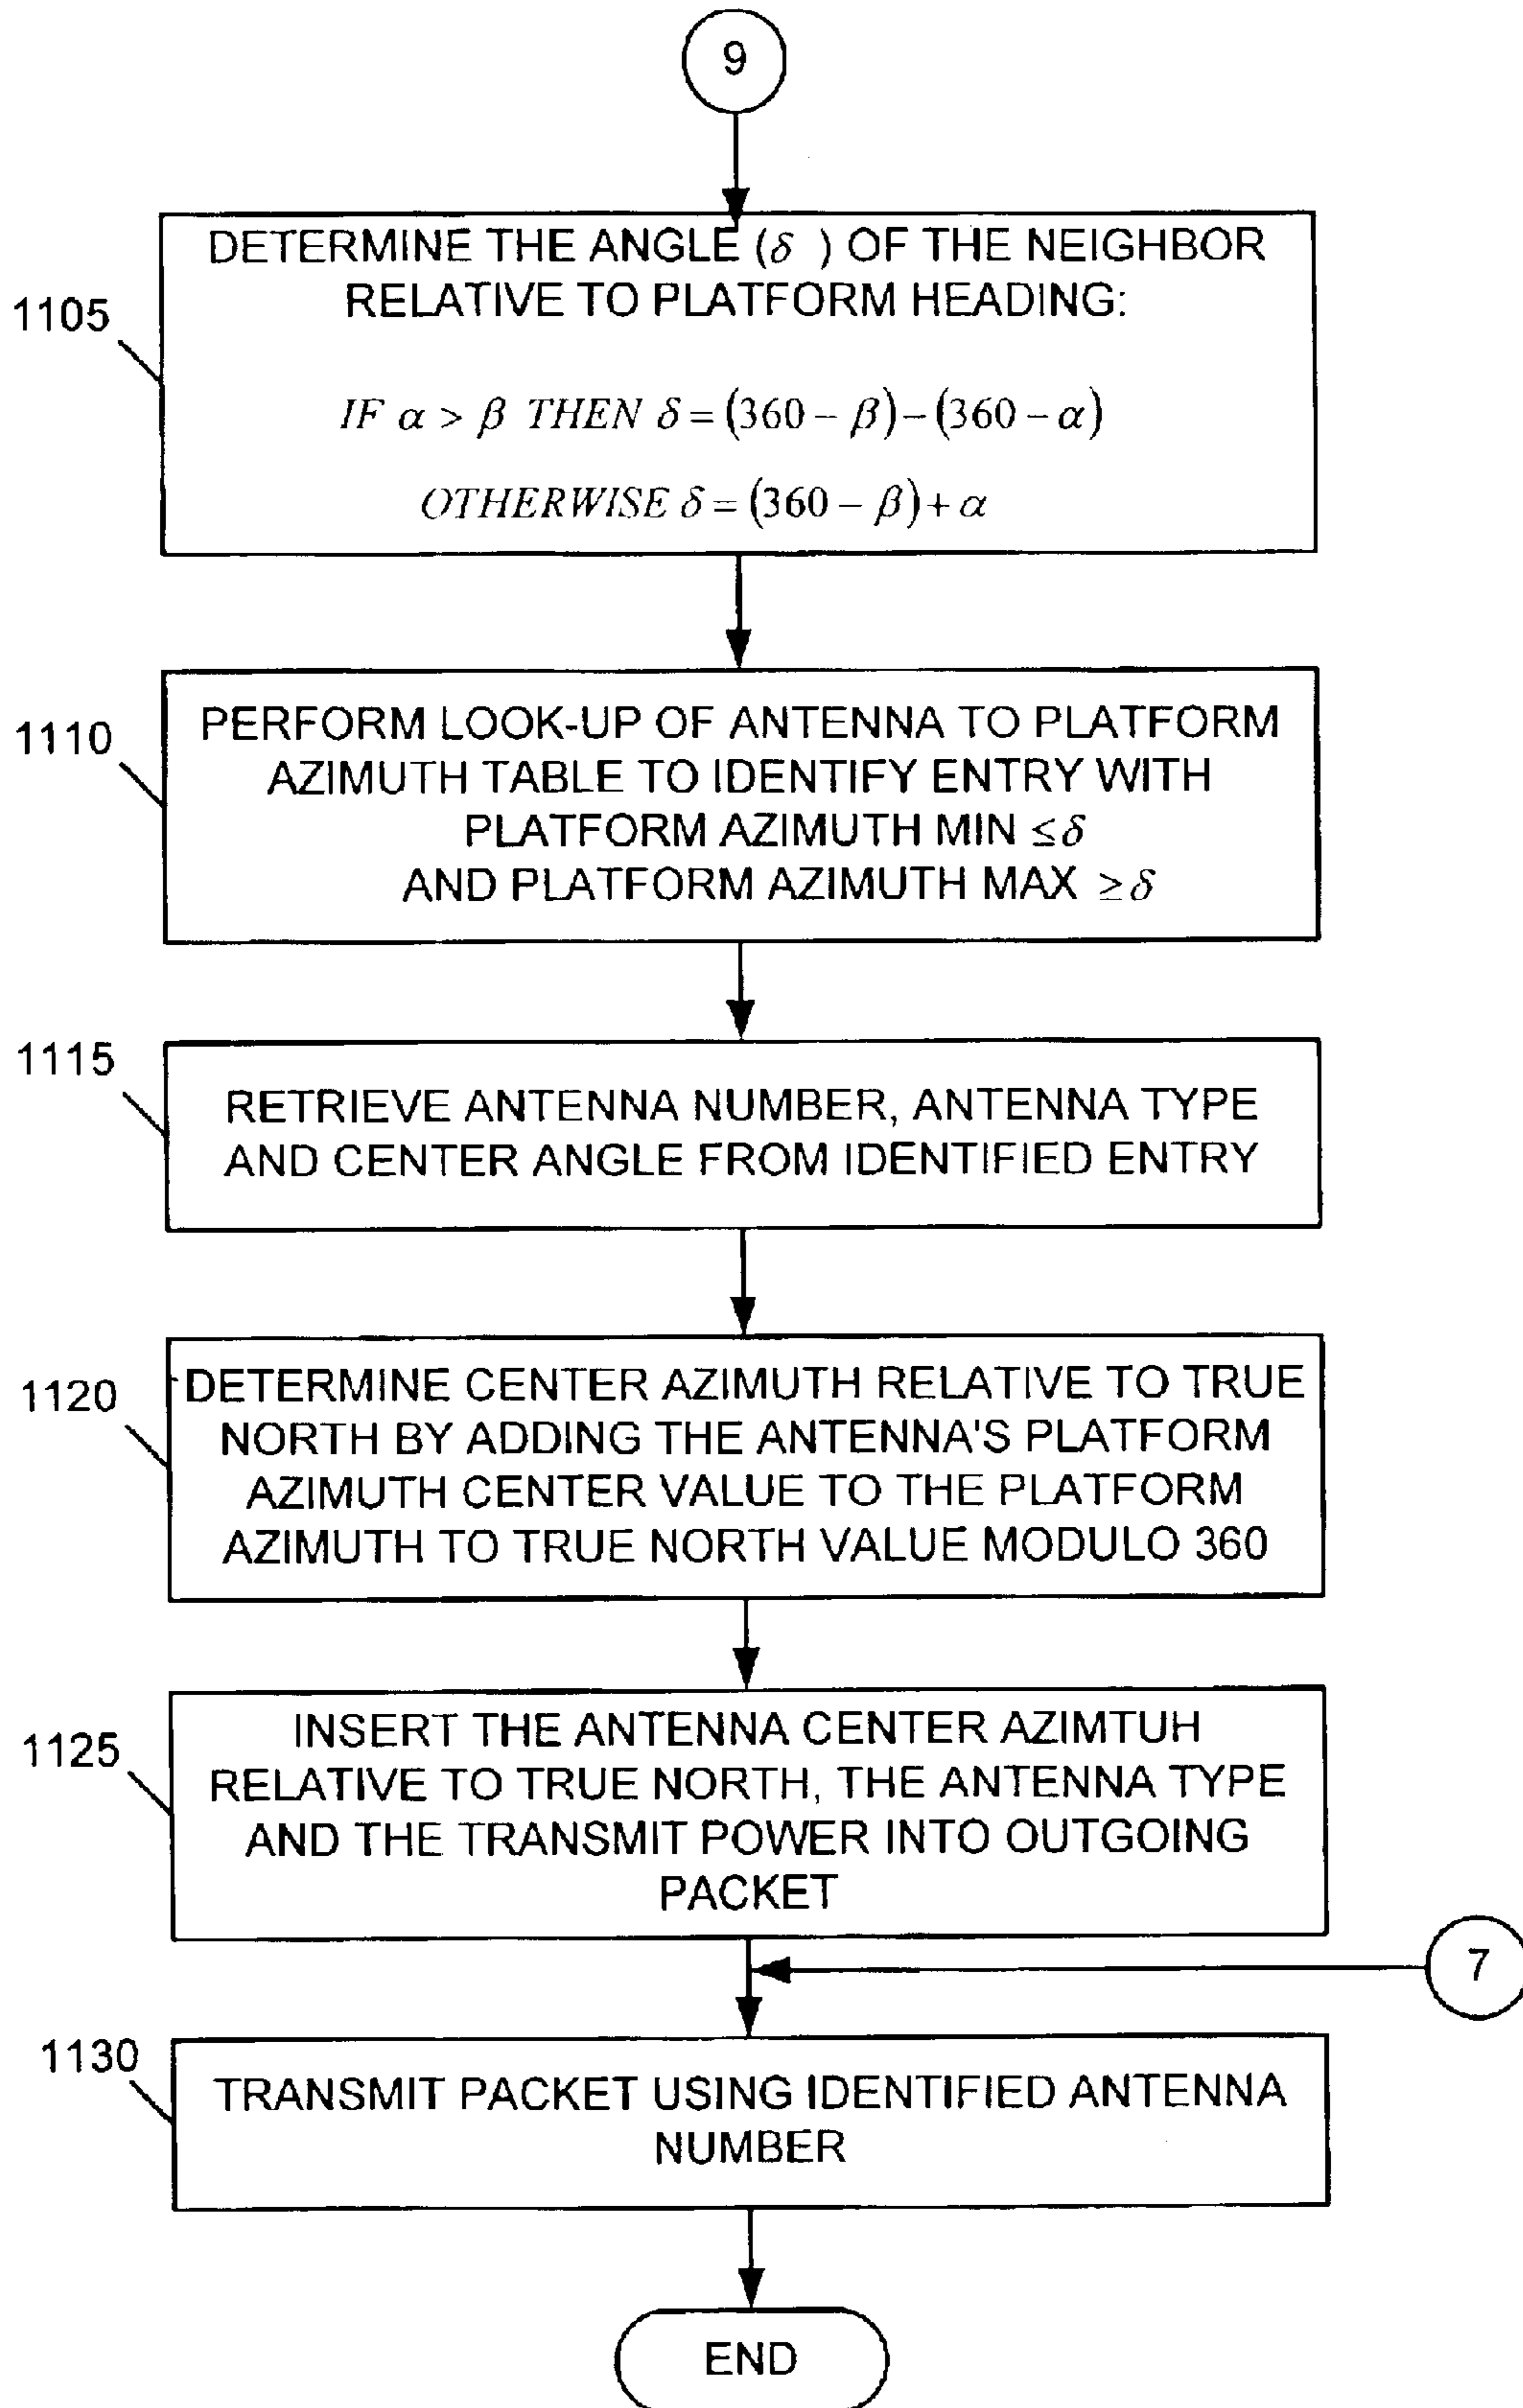 9
DETERMINE THE ANGLE (δ ) OF THE NEIGHBOR
RELATIVE TO PLATFORM HEADING:
1105
IF α > β THEN δ = (360 − β) − (360 − α)
OTHERWISE δ = (360 − β) + α
1110
PERFORM LOOK-UP OF ANTENNA TO PLATFORM
AZIMUTH TABLE TO IDENTIFY ENTRY WITH
PLATFORM AZIMUTH MIN ≤ δ
AND PLATFORM AZIMUTH MAX ≥ δ
1115
RETRIEVE ANTENNA NUMBER, ANTENNA TYPE
AND CENTER ANGLE FROM IDENTIFIED ENTRY
1120
DETERMINE CENTER AZIMUTH RELATIVE TO TRUE
NORTH BY ADDING THE ANTENNA'S PLATFORM
AZIMUTH CENTER VALUE TO THE PLATFORM
AZIMUTH TO TRUE NORTH VALUE MODULO 360
1125
INSERT THE ANTENNA CENTER AZIMTUH
RELATIVE TO TRUE NORTH, THE ANTENNA TYPE
AND THE TRANSMIT POWER INTO OUTGOING
PACKET
7
1130
TRANSMIT PACKET USING IDENTIFIED ANTENNA
NUMBER
END